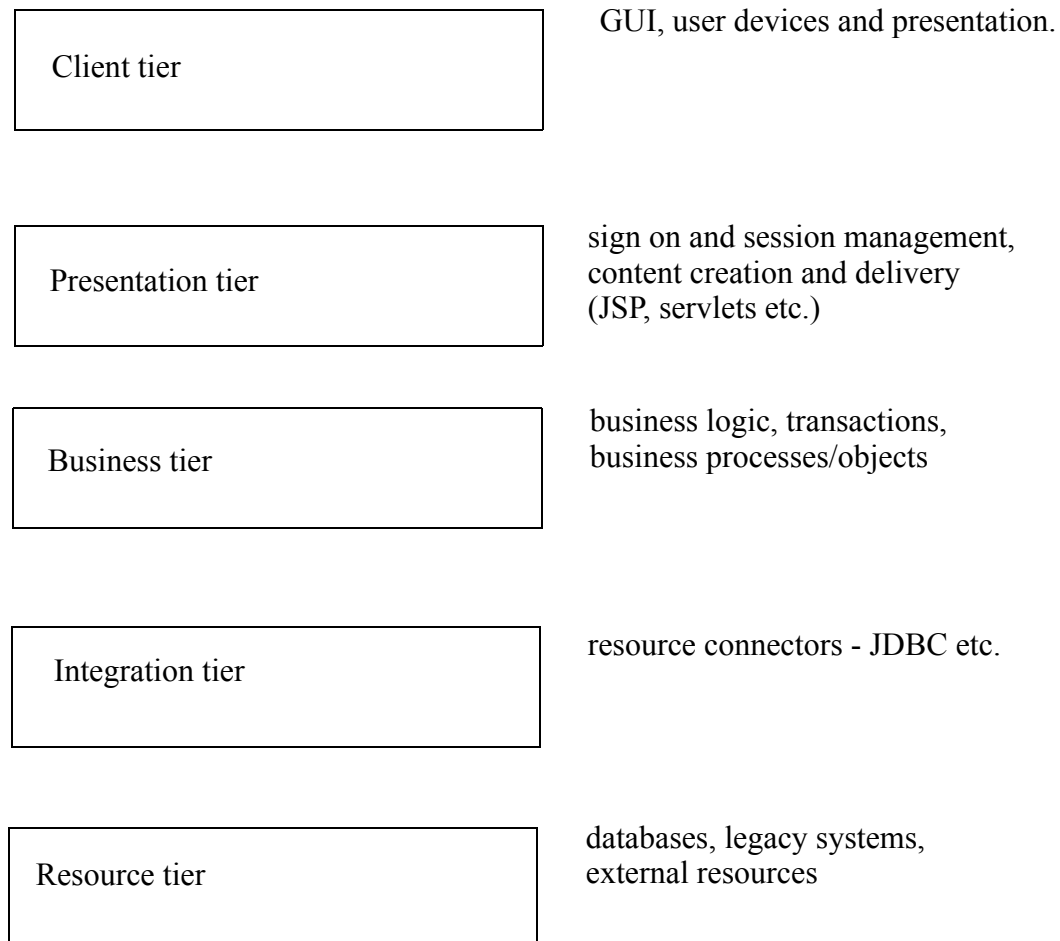 GUI, user devices and presentation.
Client tier
sign on and session management,
content creation and delivery
(JSP, servlets etc.)
Presentation tier
business logic, transactions,
business processes/objects
Business tier
resource connectors - JDBC etc.
Integration tier
databases, legacy systems,
external resources
Resource tier